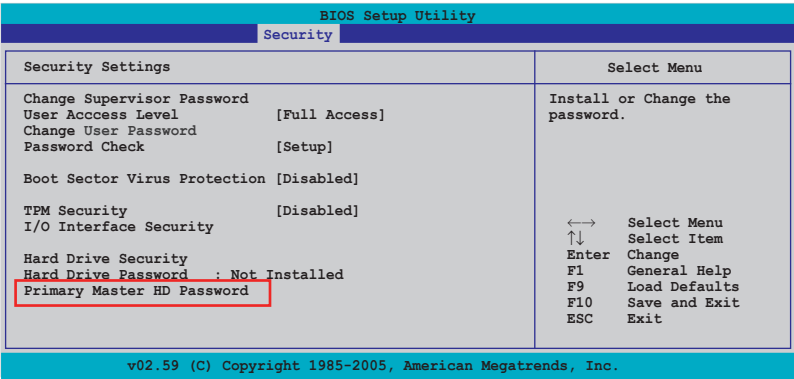 BIOS Setup Utility
Security
Security Settings
Change Supervisor Password
User Acccess Level [Full Access]
Change User Password
Password Check [Setup]
Boot Sector Virus Protection [Disabled]
TPM Security [Disabled]
I/O Interface Security
Hard Drive Security
Hard Drive Password : Not Installed
Primary Master HD Password
Select Menu
Install or Change the
password.
←→ Select Menu
↑↓ Select Item
Enter Change
F1 General Help
F9 Load Defaults
F10 Save and Exit
ESC Exit
v02.59 (C) Copyright 1985-2005, American Megatrends, Inc.